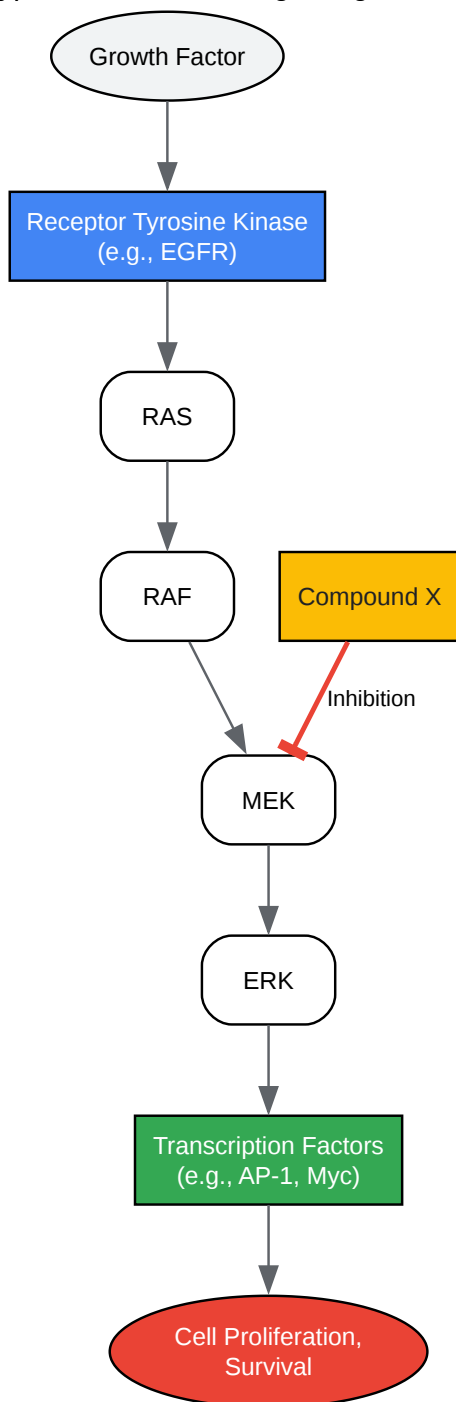 Growth Factor
Receptor Tyrosine Kinase
(e.g., EGFR)
RAS
RAF
Compound X
Inhibition
MEK
ERK
Transcription Factors
(e.g., AP-1, Myc)
Cell Proliferation,
Survival